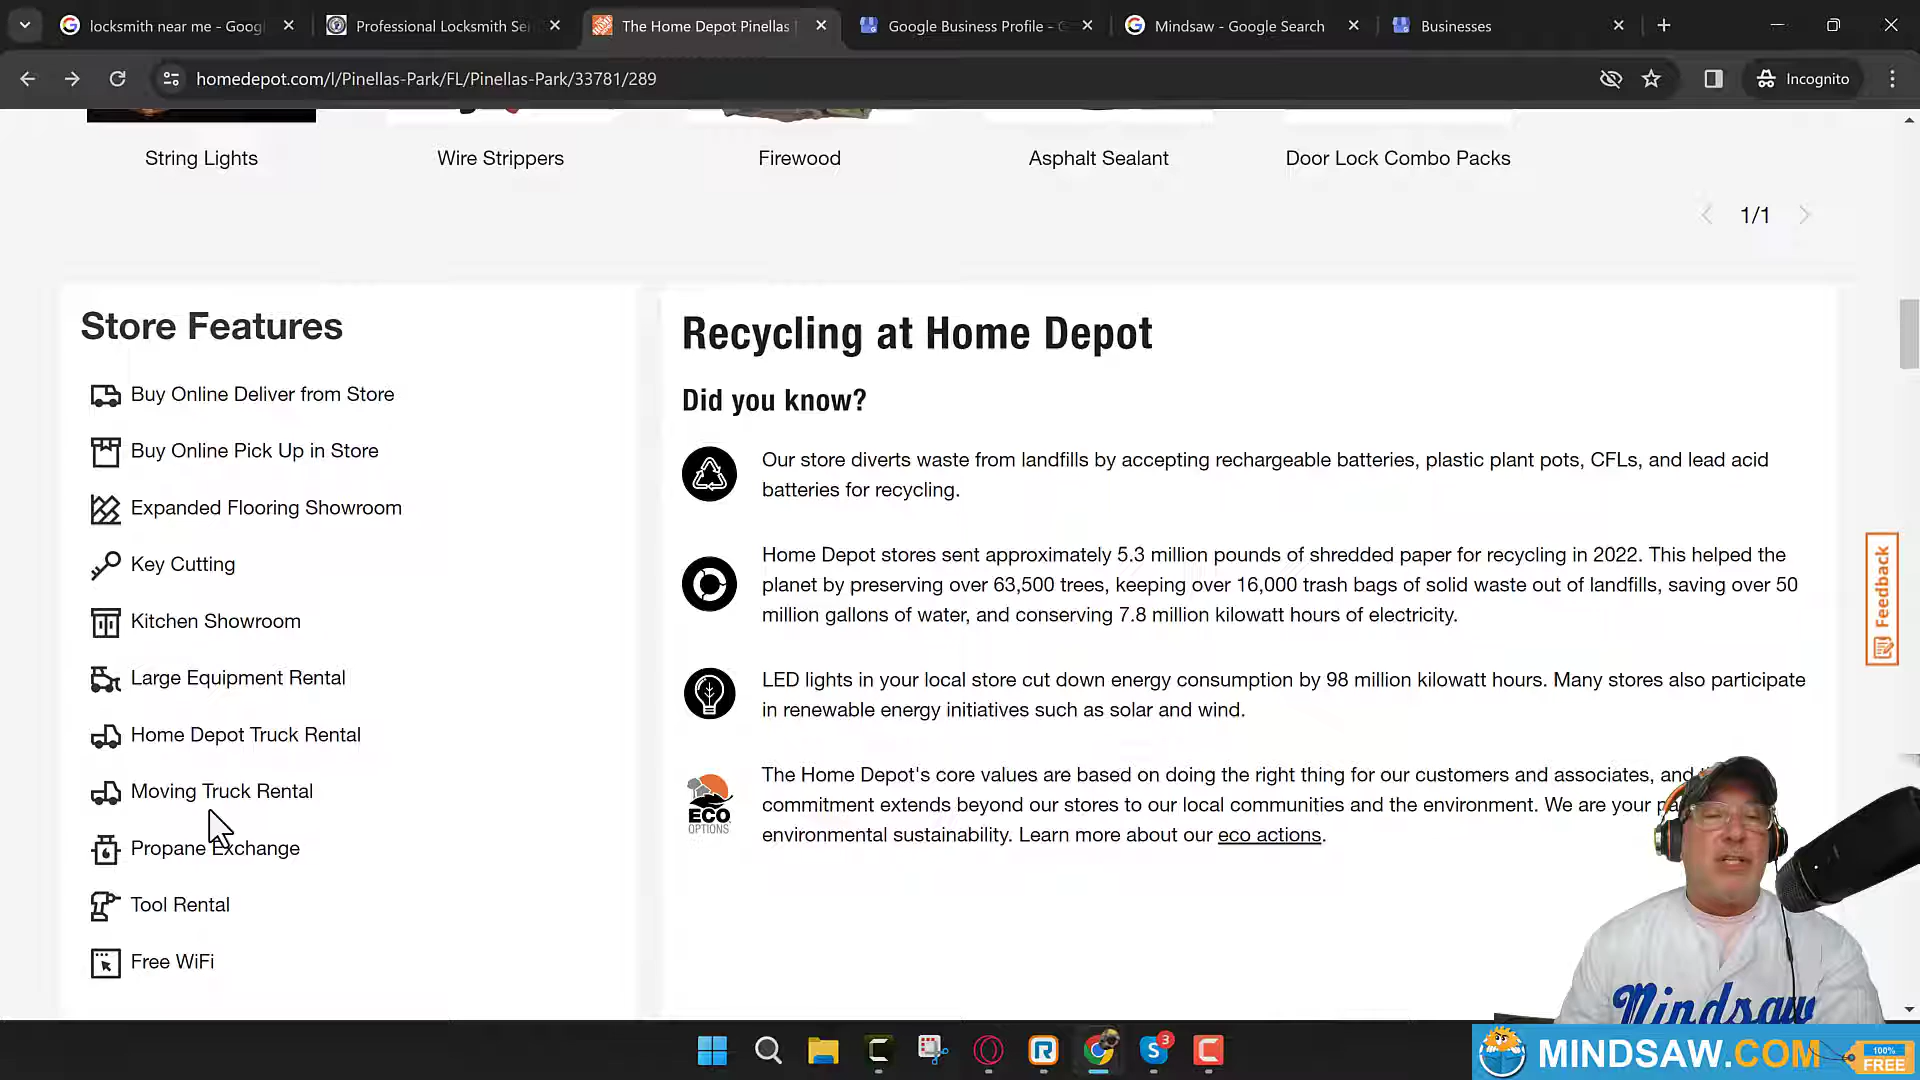 locksmith near me - Goog
Professional Locksmith Se
The Home Depot Pinellas
Google Business Profile -
Mindsaw - Google Search
Businesses
homedepot.com/l/Pinellas-Park/FL/Pinellas-Park/33781/289
Incognito
String Lights
Wire Strippers
Firewood
Asphalt Sealant
Door Lock Combo Packs
1/1
Store Features
Buy Online Deliver from Store
Buy Online Pick Up in Store
Expanded Flooring Showroom
Key Cutting
Kitchen Showroom
Large Equipment Rental
Home Depot Truck Rental
Moving Truck Rental
Propane Exchange
Tool Rental
Free WiFi
Recycling at Home Depot
Did you know?
Our store diverts waste from landfills by accepting rechargeable batteries, plastic plant pots, CFLs, and lead acid
batteries for recycling.
Home Depot stores sent approximately 5.3 million pounds of shredded paper for recycling in 2022. This helped the
planet by preserving over 63,500 trees, keeping over 16,000 trash bags of solid waste out of landfills, saving over 50
million gallons of water, and conserving 7.8 million kilowatt hours of electricity.
LED lights in your local store cut down energy consumption by 98 million kilowatt hours. Many stores also participate
in renewable energy initiatives such as solar and wind.
ECO
OPTIONS
The Home Depot's core values are based on doing the right thing for our customers and associates, and
commitment extends beyond our stores to our local communities and the environment. We are your
environmental sustainability. Learn more about our eco actions.
Feedback
Mindsaw
3
MINDSAW.COM
100%
FREE